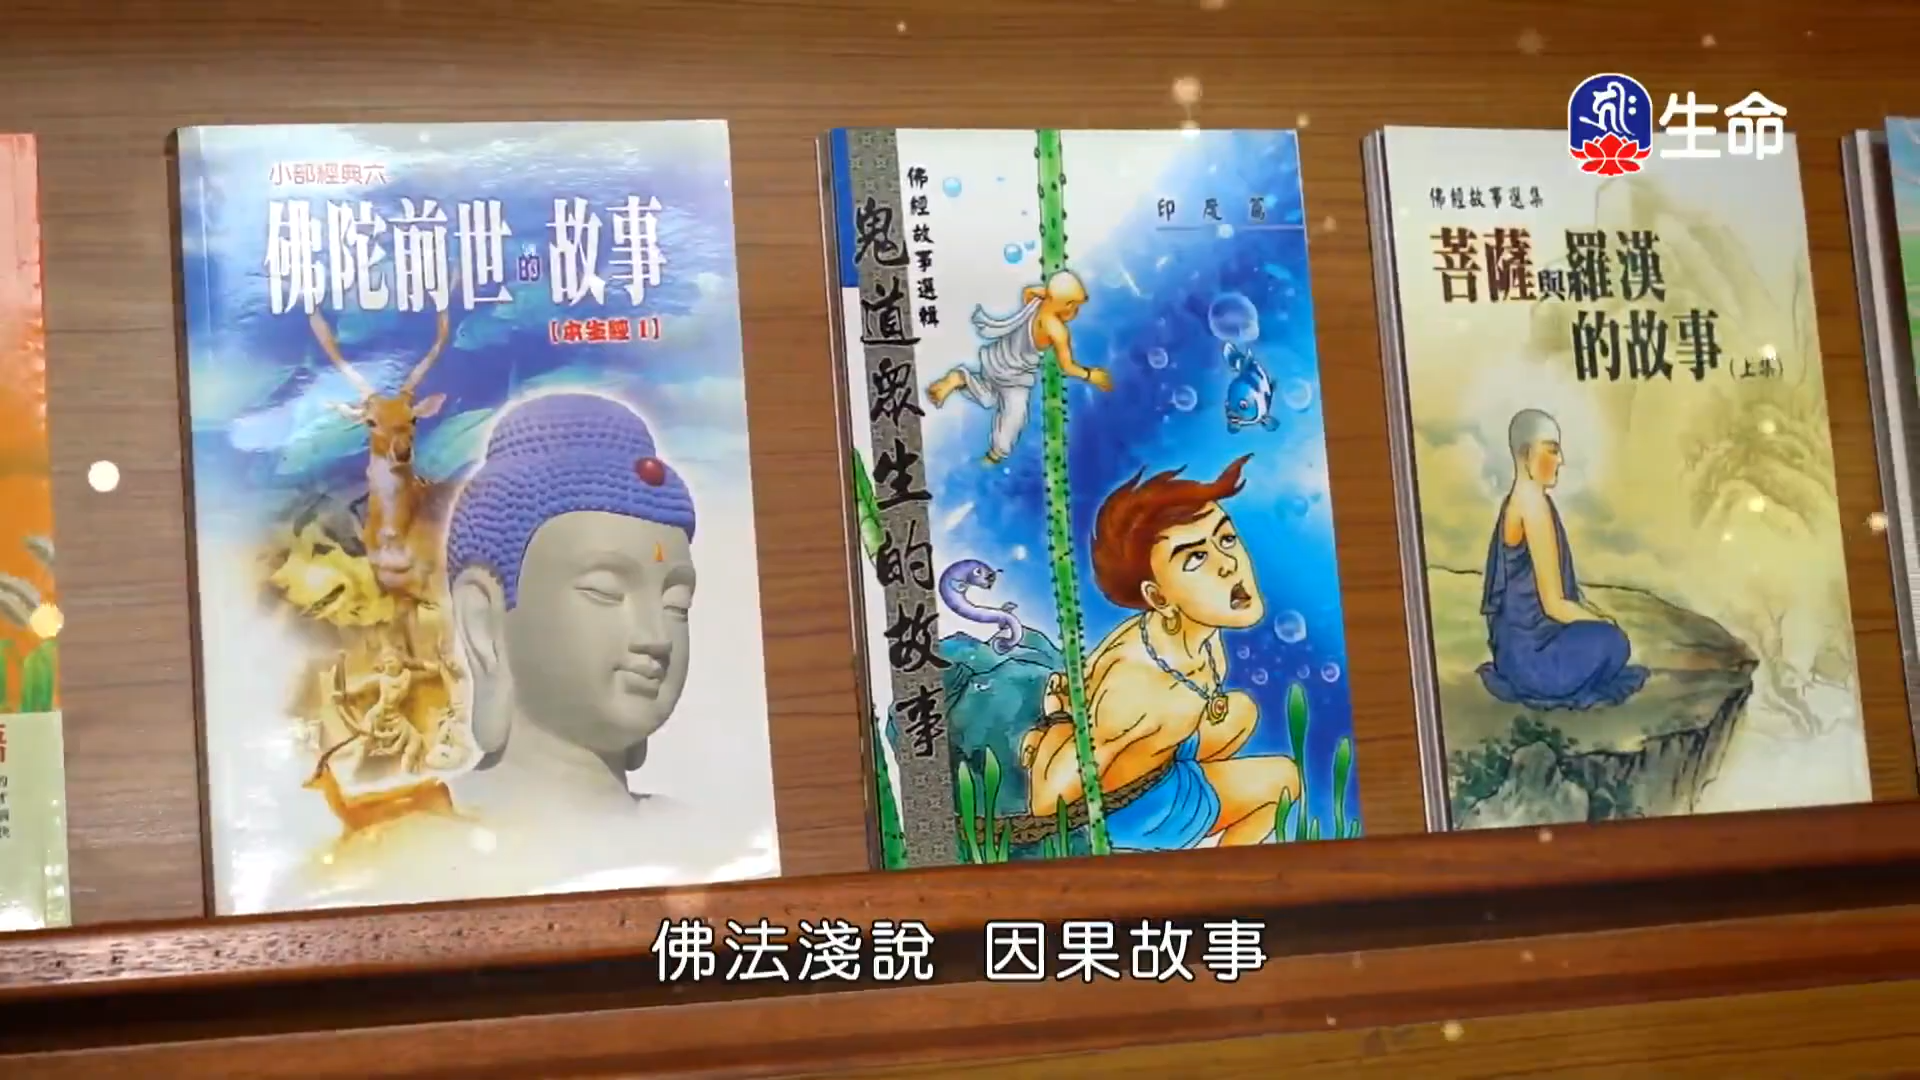 生命
小部經典六
佛陀前世的故事
【本生經1】
佛經故事選輯
鬼道眾生的故事
印度篇
佛經故事選集
菩薩與羅漢
的故事(上集)
佛法淺說 因果故事